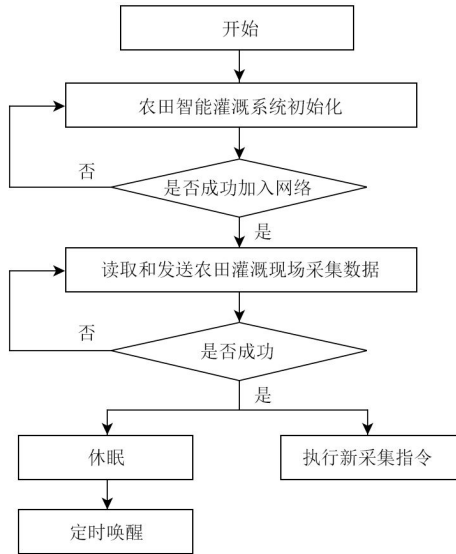 开始
农田智能灌溉系统初始化
否
是否成功加入网络
是
读取和发送农田灌溉现场采集数据
否
是否成功
是
休眠
执行新采集指令
定时唤醒